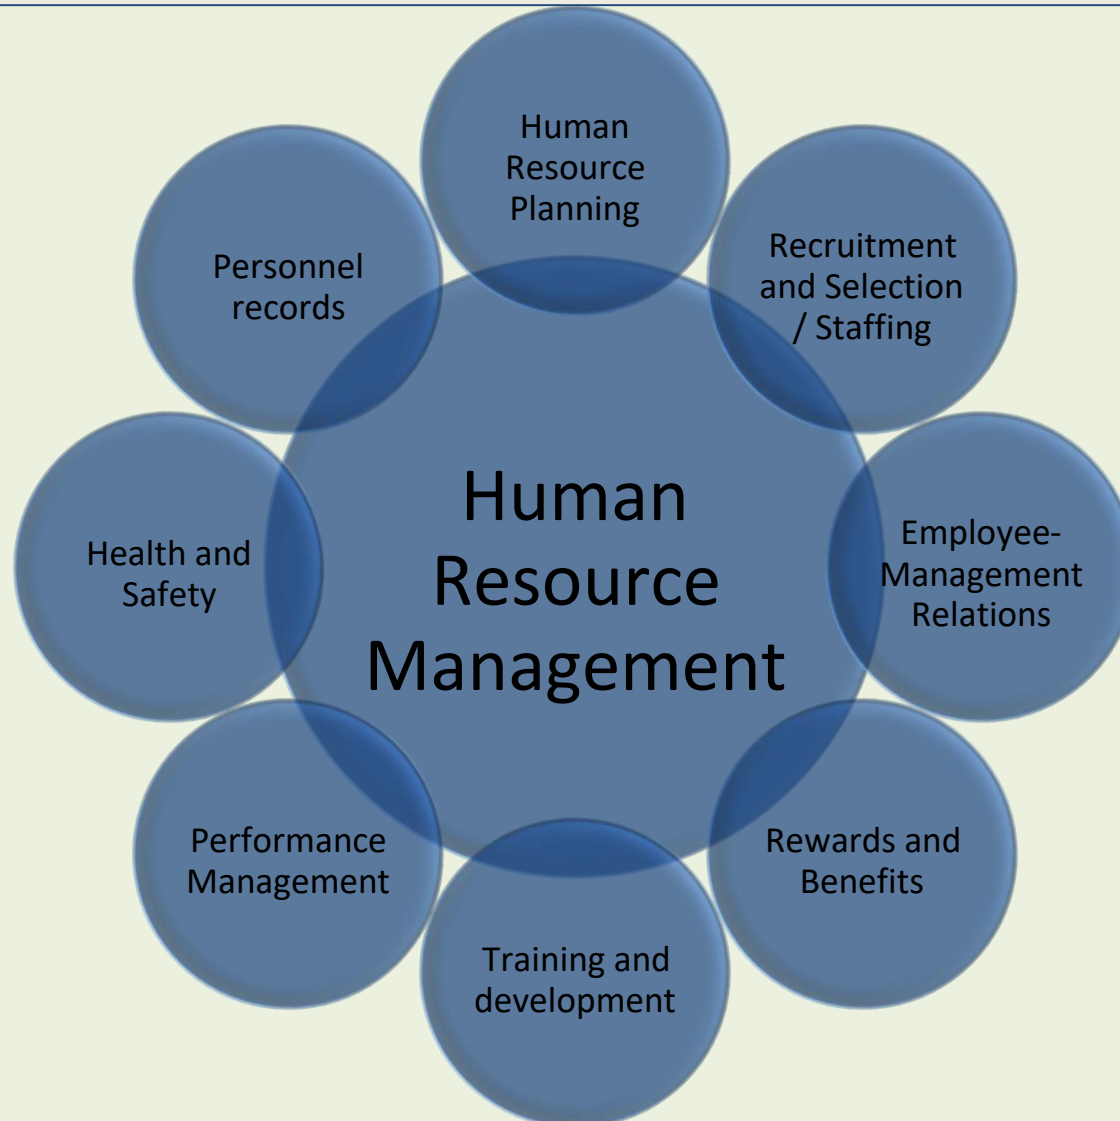 Human
Resource
Planning
Recruitment
and Selection
/ Staffing
Employee-
Management
Relations
Rewards and
Benefits
Training and
development
Performance
Management
Health and
Safety
Personnel
records
Human
Resource
Management